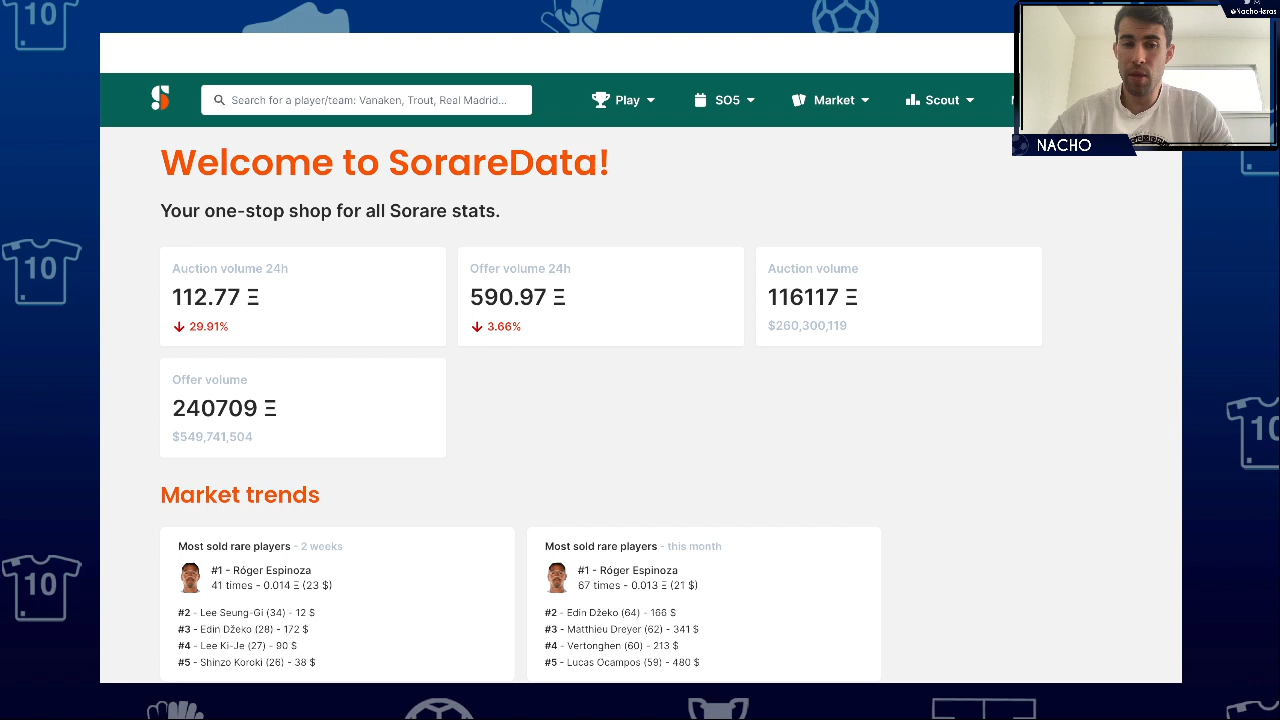 Search for a player/team: Vanaken, Trout, Real Madrid...
Play
SO5
Market
Scout
NACHO
Welcome to SorareData!
Your one-stop shop for all Sorare stats.
Auction volume 24h
112.77 Ξ
29.91%
Offer volume 24h
590.97 Ξ
3.66%
Auction volume
116117 Ξ
$260,300,119
Offer volume
240709 Ξ
$549,741,504
Market trends
Most sold rare players - 2 weeks
#1 - Róger Espinoza
41 times - 0.014 Ξ (23 $)
#2 - Lee Seung-Gi (34) - 12 $
#3 - Edin Džeko (28) - 172 $
#4 - Lee Ki-Je (27) - 90 $
#5 - Shinzo Koroki (26) - 38 $
Most sold rare players - this month
#1 - Róger Espinoza
67 times - 0.013 Ξ (21 $)
#2 - Edin Džeko (64) - 166 $
#3 - Matthieu Dreyer (62) - 341 $
#4 - Vertonghen (60) - 213 $
#5 - Lucas Ocampos (59) - 480 $
10
10
10
10
10